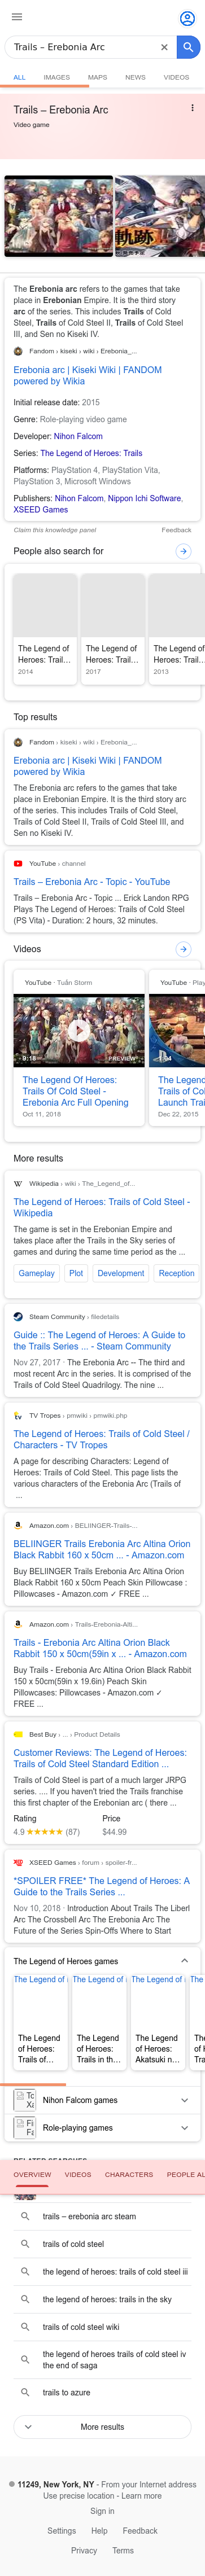 Trails – Erebonia Arc
ALL IMAGES MAPS NEWS VIDEOS
Trails – Erebonia Arc
Video game
軌跡
The Erebonia arc refers to the games that take
place in Erebonian Empire. It is the third story
arc of the series. This includes Trails of Cold
Steel, Trails of Cold Steel II, Trails of Cold Steel
III, and Sen no Kiseki IV.
Fandom › kiseki › wiki › Erebonia_...
Erebonia arc | Kiseki Wiki | FANDOM
powered by Wikia
Initial release date: 2015
Genre: Role-playing video game
Developer: Nihon Falcom
Series: The Legend of Heroes: Trails
Platforms: PlayStation 4, PlayStation Vita,
PlayStation 3, Microsoft Windows
Publishers: Nihon Falcom, Nippon Ichi Software,
XSEED Games
Claim this knowledge panel Feedback
People also search for
The Legend of
Heroes: Trail...
2014
The Legend of
Heroes: Trail...
2017
The Legend of
Heroes: Trail
2013
Top results
Fandom › kiseki › wiki › Erebonia_...
Erebonia arc | Kiseki Wiki | FANDOM
powered by Wikia
The Erebonia arc refers to the games that take
place in Erebonian Empire. It is the third story arc
of the series. This includes Trails of Cold Steel,
Trails of Cold Steel II, Trails of Cold Steel III, and
Sen no Kiseki IV.
YouTube › channel
Trails – Erebonia Arc - Topic - YouTube
Trails – Erebonia Arc - Topic ... Erick Landon RPG
Plays The Legend of Heroes: Trails of Cold Steel
(PS Vita) - Duration: 2 hours, 32 minutes.
Videos
YouTube · Tuấn Storm
9:18 PREVIEW
The Legend Of Heroes:
Trails Of Cold Steel -
Erebonia Arc Full Opening
Oct 11, 2018
YouTube · Play
The Legend
Trails of Col
Launch Trai
Dec 22, 2015
More results
Wikipedia › wiki › The_Legend_of...
The Legend of Heroes: Trails of Cold Steel -
Wikipedia
The game is set in the Erebonian Empire and
takes place after the Trails in the Sky series of
games and during the same time period as the ...
Gameplay Plot Development Reception
Steam Community › filedetails
Guide :: The Legend of Heroes: A Guide to
the Trails Series ... - Steam Community
Nov 27, 2017 · The Erebonia Arc -- The third and
most recent Arc in the series. It is comprised of the
Trails of Cold Steel Quadrilogy. The nine ...
TV Tropes › pmwiki › pmwiki.php
The Legend of Heroes: Trails of Cold Steel /
Characters - TV Tropes
A page for describing Characters: Legend of
Heroes: Trails of Cold Steel. This page lists the
various characters of the Erebonia Arc (Trails of
...
Amazon.com › BELIINGER-Trails-...
BELIINGER Trails Erebonia Arc Altina Orion
Black Rabbit 160 x 50cm ... - Amazon.com
Buy BELIINGER Trails Erebonia Arc Altina Orion
Black Rabbit 160 x 50cm Peach Skin Pillowcase :
Pillowcases - Amazon.com ✓ FREE ...
Amazon.com › Trails-Erebonia-Alti...
Trails - Erebonia Arc Altina Orion Black
Rabbit 150 x 50cm(59in x ... - Amazon.com
Buy Trails - Erebonia Arc Altina Orion Black Rabbit
150 x 50cm(59in x 19.6in) Peach Skin
Pillowcases: Pillowcases - Amazon.com ✓
FREE ...
Best Buy › ... › Product Details
Customer Reviews: The Legend of Heroes:
Trails of Cold Steel Standard Edition ...
Trails of Cold Steel is part of a much larger JRPG
series. .... If you haven't tried the Trails franchise
this first chapter of the Erebonian arc ( there ...
Rating Price
4.9 ★★★★★ (87) $44.99
XSEED Games › forum › spoiler-fr...
*SPOILER FREE* The Legend of Heroes: A
Guide to the Trails Series ...
Nov 10, 2018 · Introduction About Trails The Liberl
Arc The Crossbell Arc The Erebonia Arc The
Future of the Series Spin-Offs Where to Start
The Legend of Heroes games
The Legend of The Legend of The Legend of The
The Legend
of Heroes:
Trails of...
The Legend
of Heroes:
Trails in th...
The Legend
of Heroes:
Akatsuki n...
Nihon Falcom games
Role-playing games
RELATED SEARCHES
OVERVIEW VIDEOS CHARACTERS PEOPLE AL
trails – erebonia arc steam
trails of cold steel
the legend of heroes: trails of cold steel iii
the legend of heroes: trails in the sky
trails of cold steel wiki
the legend of heroes trails of cold steel iv
the end of saga
trails to azure
More results
11249, New York, NY - From your Internet address
Use precise location - Learn more
Sign in
Settings Help Feedback
Privacy Terms